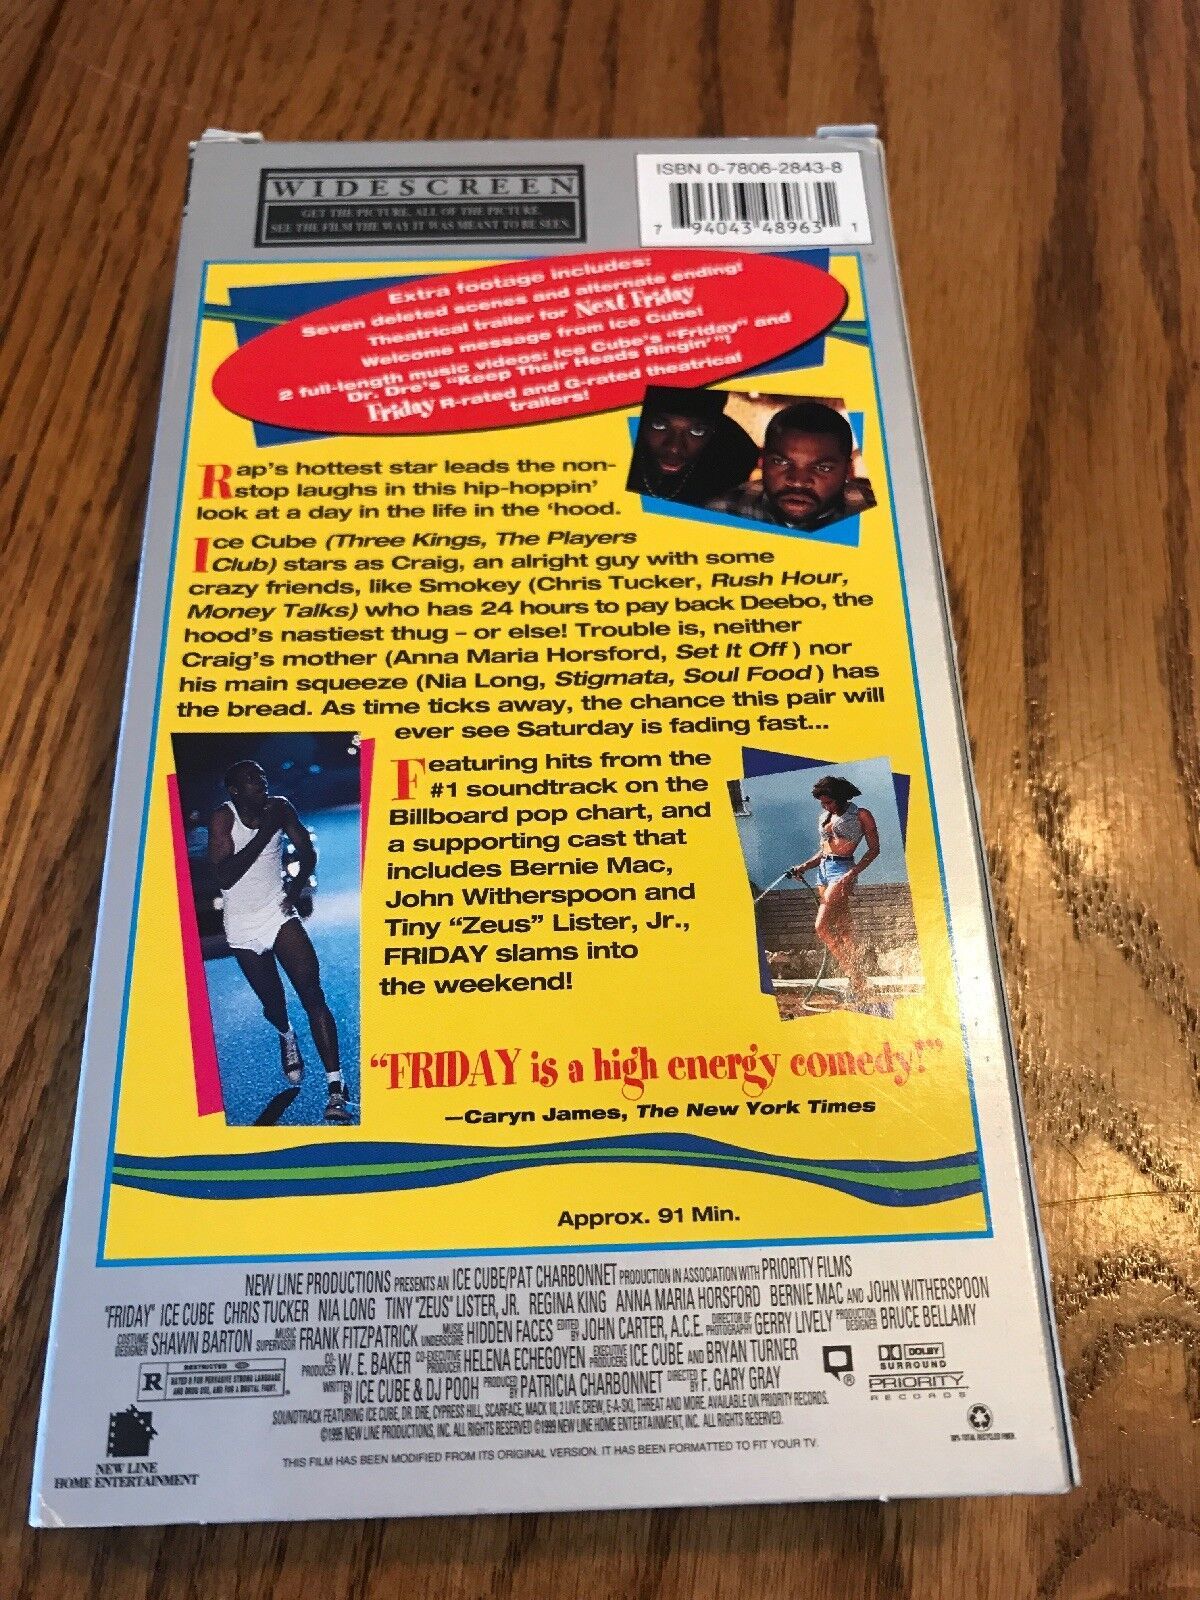 WIDESCREEN
GET THE PICTURE. ALL OF THE PICTURE.
SEE THE FILM THE WAY IT WAS MEANT TO BE SEEN.
ISBN 0-7806-2843-8
7 94043 48963 1
Extra footage includes:
Seven deleted scenes and alternate ending!
Theatrical trailer for Next Friday
Welcome message from Ice Cube!
2 full-length music videos: Ice Cube's "Friday" and
Dr. Dre's "Keep Their Heads Ringin'"!
Friday R-rated and G-rated theatrical
trailers!
Rap's hottest star leads the non-
stop laughs in this hip-hoppin'
look at a day in the life in the 'hood.
Ice Cube (Three Kings, The Players
Club) stars as Craig, an alright guy with some
crazy friends, like Smokey (Chris Tucker, Rush Hour,
Money Talks) who has 24 hours to pay back Deebo, the
hood's nastiest thug – or else! Trouble is, neither
Craig's mother (Anna Maria Horsford, Set It Off) nor
his main squeeze (Nia Long, Stigmata, Soul Food) has
the bread. As time ticks away, the chance this pair will
ever see Saturday is fading fast...
Featuring hits from the
#1 soundtrack on the
Billboard pop chart, and
a supporting cast that
includes Bernie Mac,
John Witherspoon and
Tiny "Zeus" Lister, Jr.,
FRIDAY slams into
the weekend!
"FRIDAY is a high energy comedy!"
—Caryn James, The New York Times
Approx. 91 Min.
NEW LINE PRODUCTIONS PRESENTS AN ICE CUBE/PAT CHARBONNET PRODUCTION IN ASSOCIATION WITH PRIORITY FILMS
"FRIDAY" ICE CUBE CHRIS TUCKER NIA LONG TINY "ZEUS" LISTER, JR. REGINA KING ANNA MARIA HORSFORD BERNIE MAC AND JOHN WITHERSPOON
COSTUME DESIGNER SHAWN BARTON MUSIC SUPERVISOR FRANK FITZPATRICK MUSIC UNDERSCORE HIDDEN FACES EDITED BY JOHN CARTER, A.C.E. DIRECTOR OF PHOTOGRAPHY GERRY LIVELY PRODUCTION DESIGNER BRUCE BELLAMY
CO-PRODUCER W. E. BAKER CO-EXECUTIVE PRODUCER HELENA ECHEGOYEN EXECUTIVE PRODUCERS ICE CUBE AND BRYAN TURNER
WRITTEN BY ICE CUBE & DJ POOH PRODUCED BY PATRICIA CHARBONNET DIRECTED BY F. GARY GRAY
R RESTRICTED
RATED R FOR PERVASIVE STRONG LANGUAGE
AND DRUG USE, AND FOR A BRUTAL FIGHT.
DOLBY
SURROUND
PRIORITY
RECORDS
SOUNDTRACK FEATURING ICE CUBE, DR. DRE, CYPRESS HILL, SCARFACE, MACK 10, 2 LIVE CREW, E-A-SKI, THREAT AND MORE, AVAILABLE ON PRIORITY RECORDS.
©1995 NEW LINE PRODUCTIONS, INC. ALL RIGHTS RESERVED ©1999 NEW LINE HOME ENTERTAINMENT, INC. ALL RIGHTS RESERVED.
THIS FILM HAS BEEN MODIFIED FROM ITS ORIGINAL VERSION. IT HAS BEEN FORMATTED TO FIT YOUR TV.
NEW LINE
HOME ENTERTAINMENT